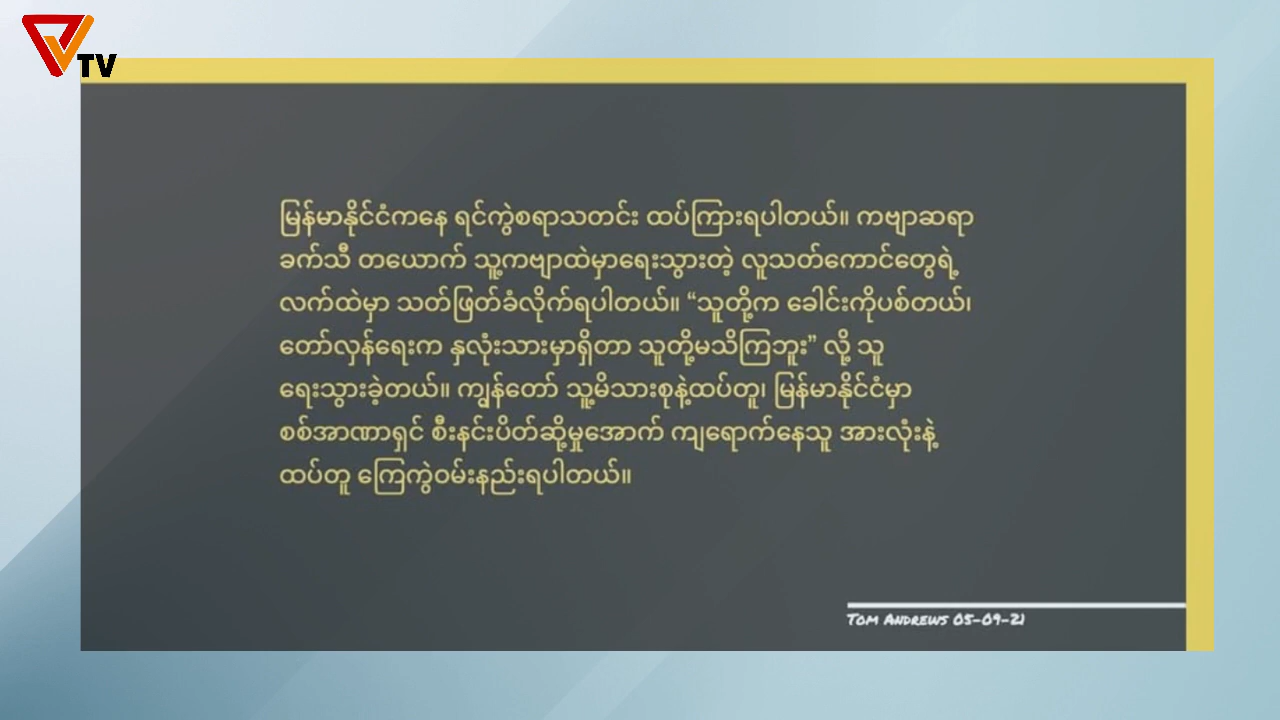 TV
မြန်မာနိုင်ငံကနေ ရင်ကွဲစရာသတင်း ထပ်ကြားရပါတယ်။ ကဗျာဆရာ
ခက်သီ တယောက် သူ့ကဗျာထဲမှာရေးသွားတဲ့ လူသတ်ကောင်တွေရဲ့
လက်ထဲမှာ သတ်ဖြတ်ခံလိုက်ရပါတယ်။ “သူတို့က ခေါင်းကိုပစ်တယ်၊
တော်လှန်ရေးက နှလုံးသားမှာရှိတာ သူတို့မသိကြဘူး” လို့ သူ
ရေးသွားခဲ့တယ်။ ကျွန်တော် သူ့မိသားစုနဲ့ထပ်တူ၊ မြန်မာနိုင်ငံမှာ
စစ်အာဏာရှင် စီးနင်းပိတ်ဆို့မှုအောက် ကျရောက်နေသူ အားလုံးနဲ့
ထပ်တူ ကြေကွဲဝမ်းနည်းရပါတယ်။
Tom Andrews 05-09-21